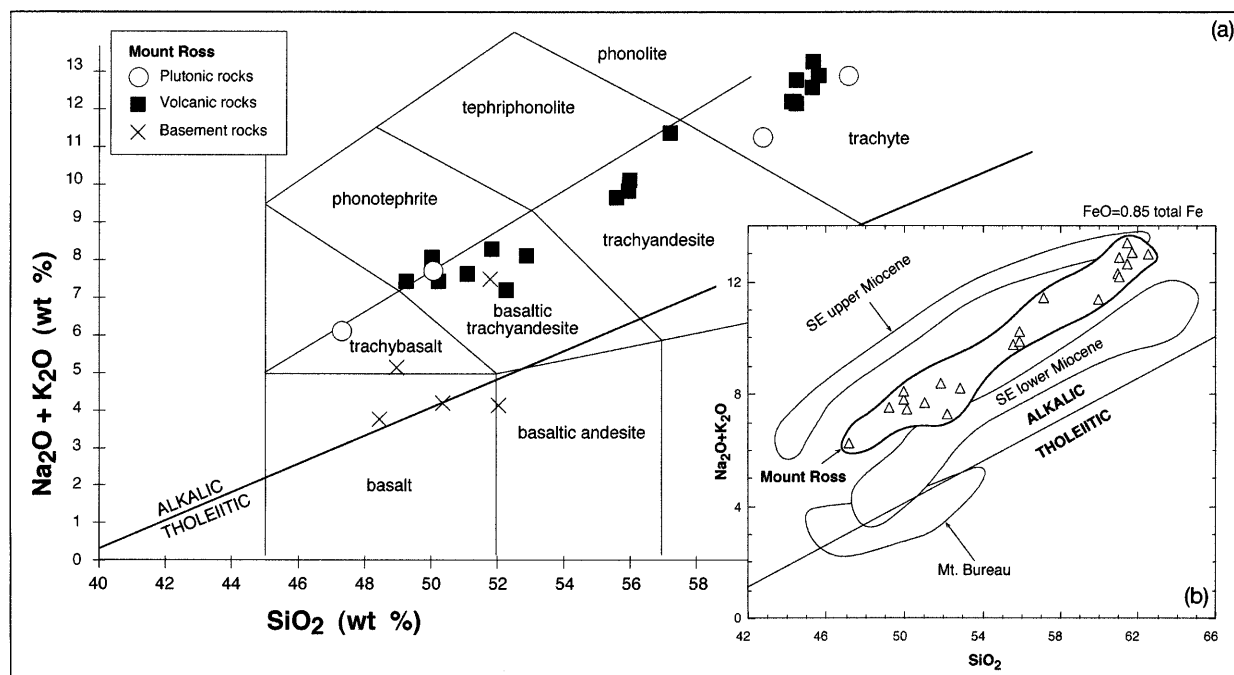 (a)
Mount Ross
Plutonic rocks
Volcanic rocks
Basement rocks
phonolite
tephriphonolite
trachyte
phonotephrite
trachyandesite
basaltic
trachyandesite
trachybasalt
basaltic andesite
basalt
ALKALIC
THOLEIITIC
Na2O + K2O (wt %)
13
12
11
10
9
8
7
6
5
4
3
2
1
0
40 42 44 46 48 50 52 54 56 58
SiO2 (wt %)
FeO=0.85 total Fe
SE upper Miocene
SE lower Miocene
ALKALIC
THOLEIITIC
Mount Ross
Mt. Bureau
(b)
Na2O+K2O
12
8
4
0
42 46 50 54 58 62 66
SiO2